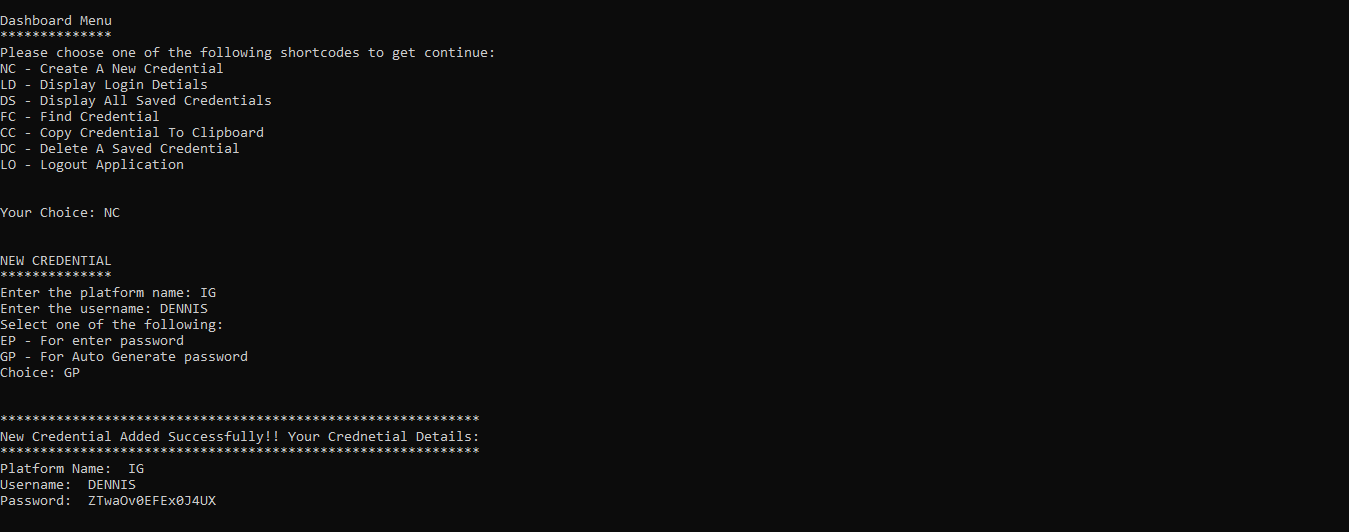 Dashboard Menu
**************
Please choose one of the following shortcodes to get continue:
NC - Create A New Credential
LD - Display Login Detials
DS - Display All Saved Credentials
FC - Find Credential
CC - Copy Credential To Clipboard
DC - Delete A Saved Credential
LO - Logout Application
Your Choice: NC
NEW CREDENTIAL
**************
Enter the platform name: IG
Enter the username: DENNIS
Select one of the following:
EP - For enter password
GP - For Auto Generate password
Choice: GP
************************************************************
New Credential Added Successfully!! Your Crednetial Details:
************************************************************
Platform Name:  IG
Username:  DENNIS
Password:  ZTwaOv0EFEx0J4UX